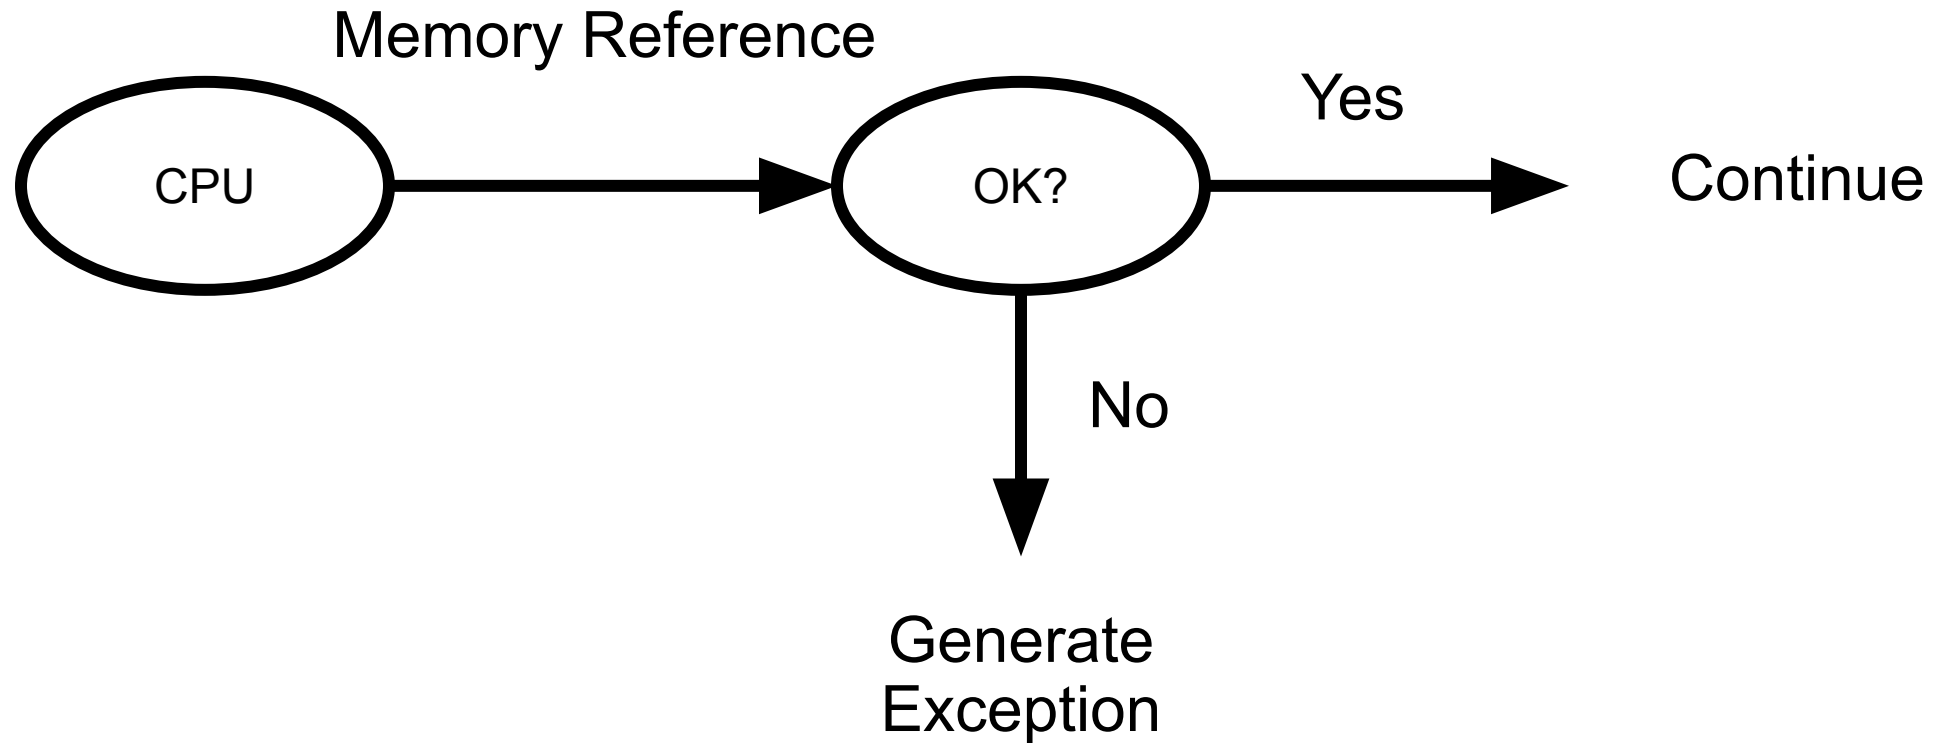 Memory Reference
Yes
CPU
OK?
Continue
No
Generate
Exception